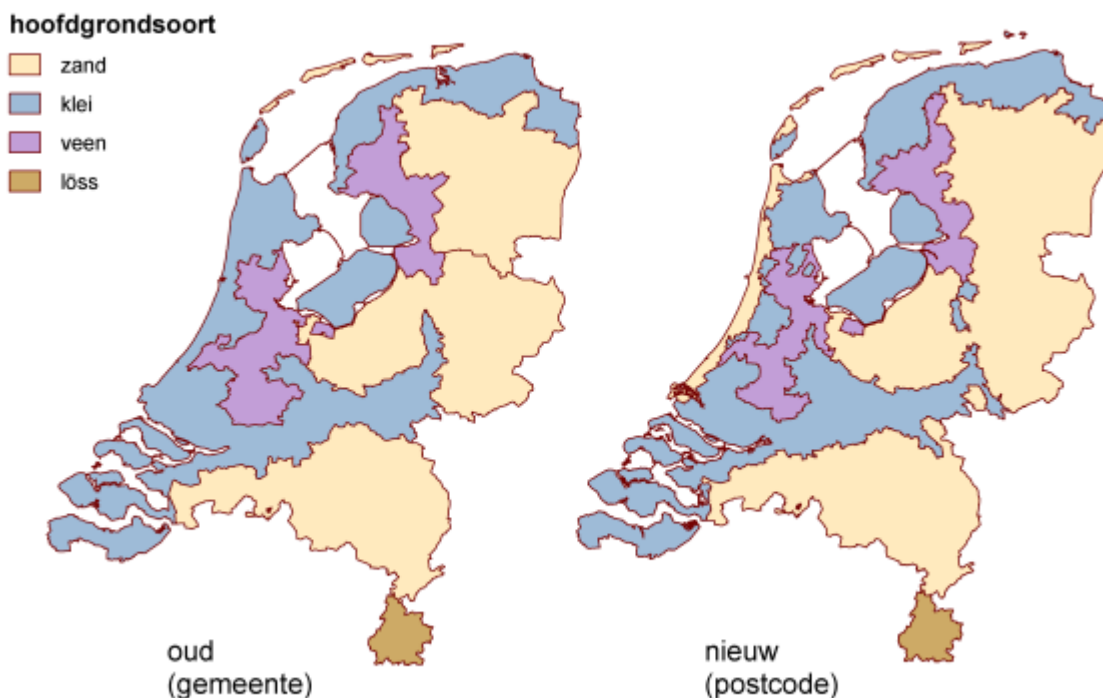 hoofdgrondsoort
zand
klei
veen
löss
oud
(gemeente)
nieuw
(postcode)